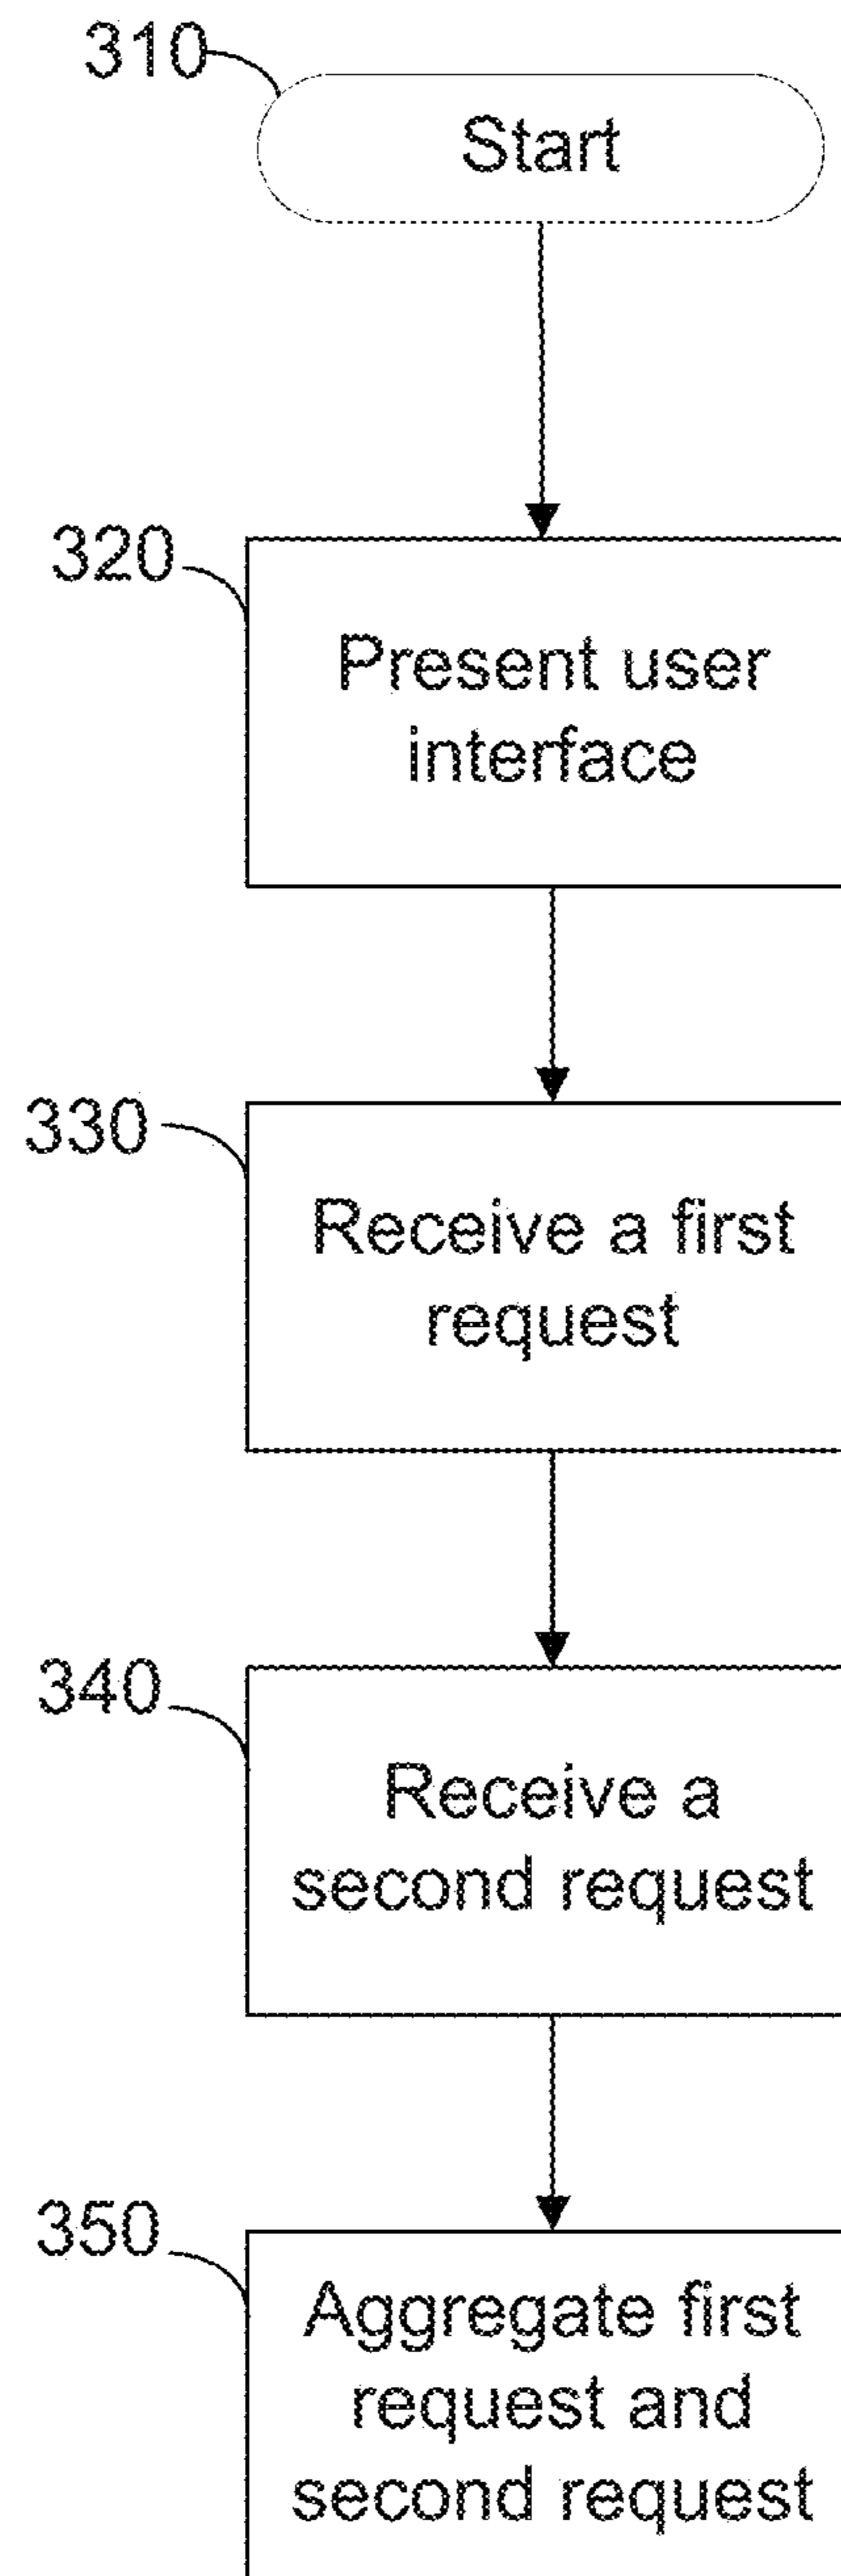 310
Start
320
Present user
interface
330
Receive a first
request
340
Receive a
second request
350
Aggregate first
request and
second request